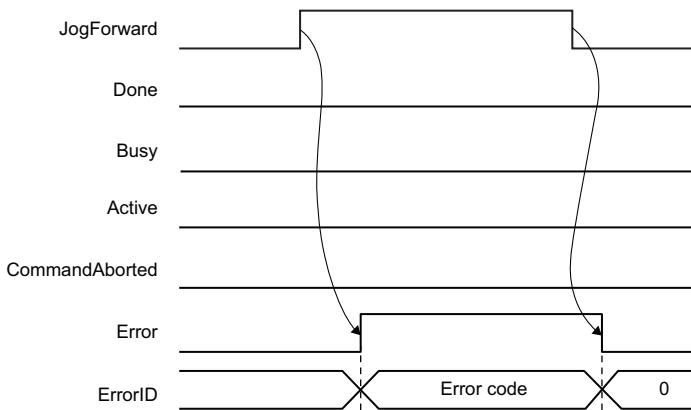 JogForward
Done
Busy
Active
CommandAborted
Error
ErrorID
Error code
0